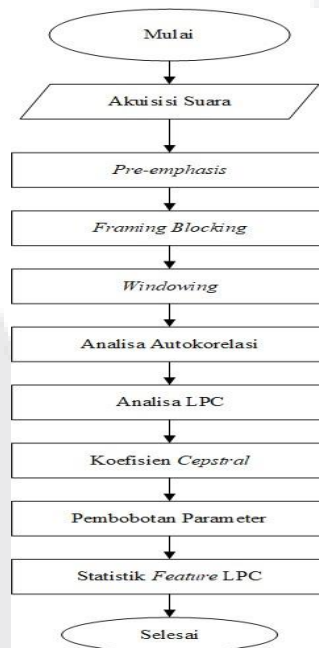 Mulai
Akuisisi Suara
Pre-emphasis
Framing Blocking
Windowing
Analisa Autokorelasi
Analisa LPC
Koefisien Cepstral
Pembobotan Parameter
Statistik Feature LPC
Selesai